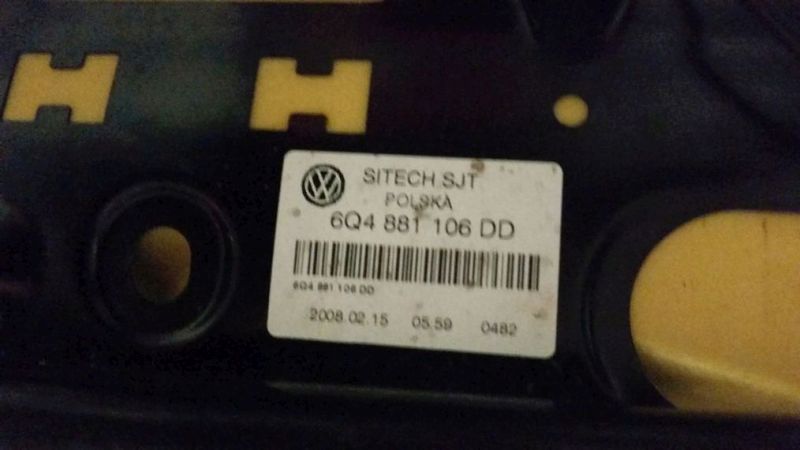 SITECH.SJT
POLSKA
6Q4 881 106 DD
6Q4 881 106 DD
2008.02.15 05.59 0482